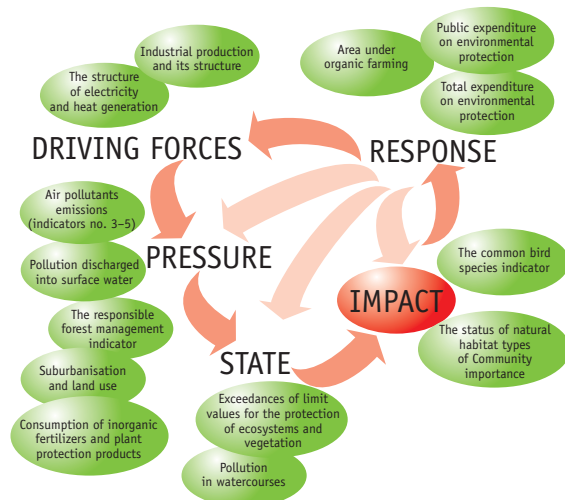 Industrial production
and its structure
The structure
of electricity
and heat generation
Area under
organic farming
Public expenditure
on environmental
protection
Total expenditure
on environmental
protection
DRIVING FORCES
RESPONSE
Air pollutants
emissions
(indicators no. 3–5)
Pollution discharged
into surface water
The responsible
forest management
indicator
Suburbanisation
and land use
Consumption of inorganic
fertilizers and plant
protection products
PRESSURE
IMPACT
The common bird
species indicator
The status of natural
habitat types
of Community
importance
STATE
Exceedances of limit
values for the protection
of ecosystems and
vegetation
Pollution
in watercourses